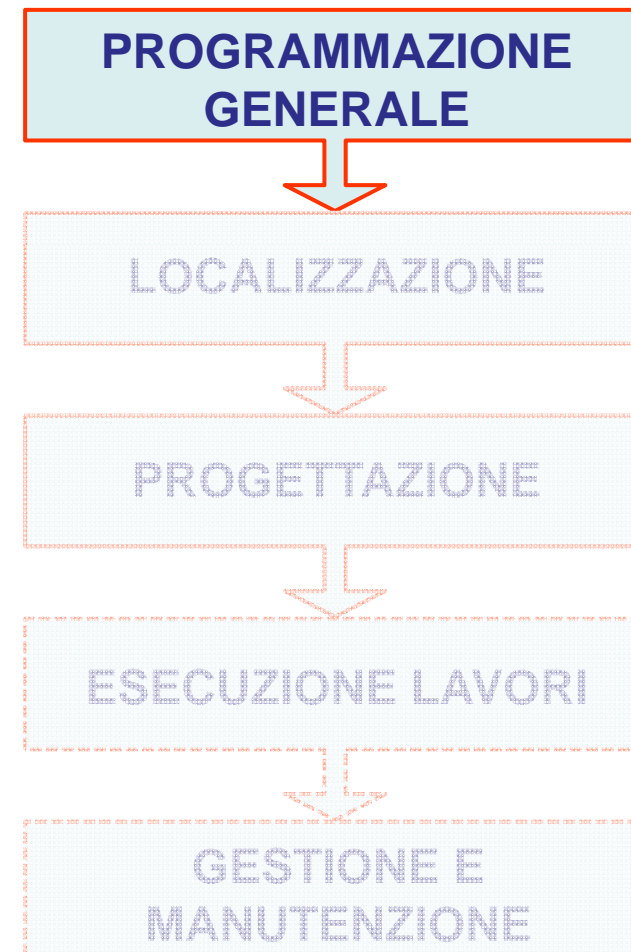 PROGRAMMAZIONE
GENERALE
LOCALIZZAZIONE
PROGETTAZIONE
ESECUZIONE LAVORI
GESTIONE E
MANUTENZIONE